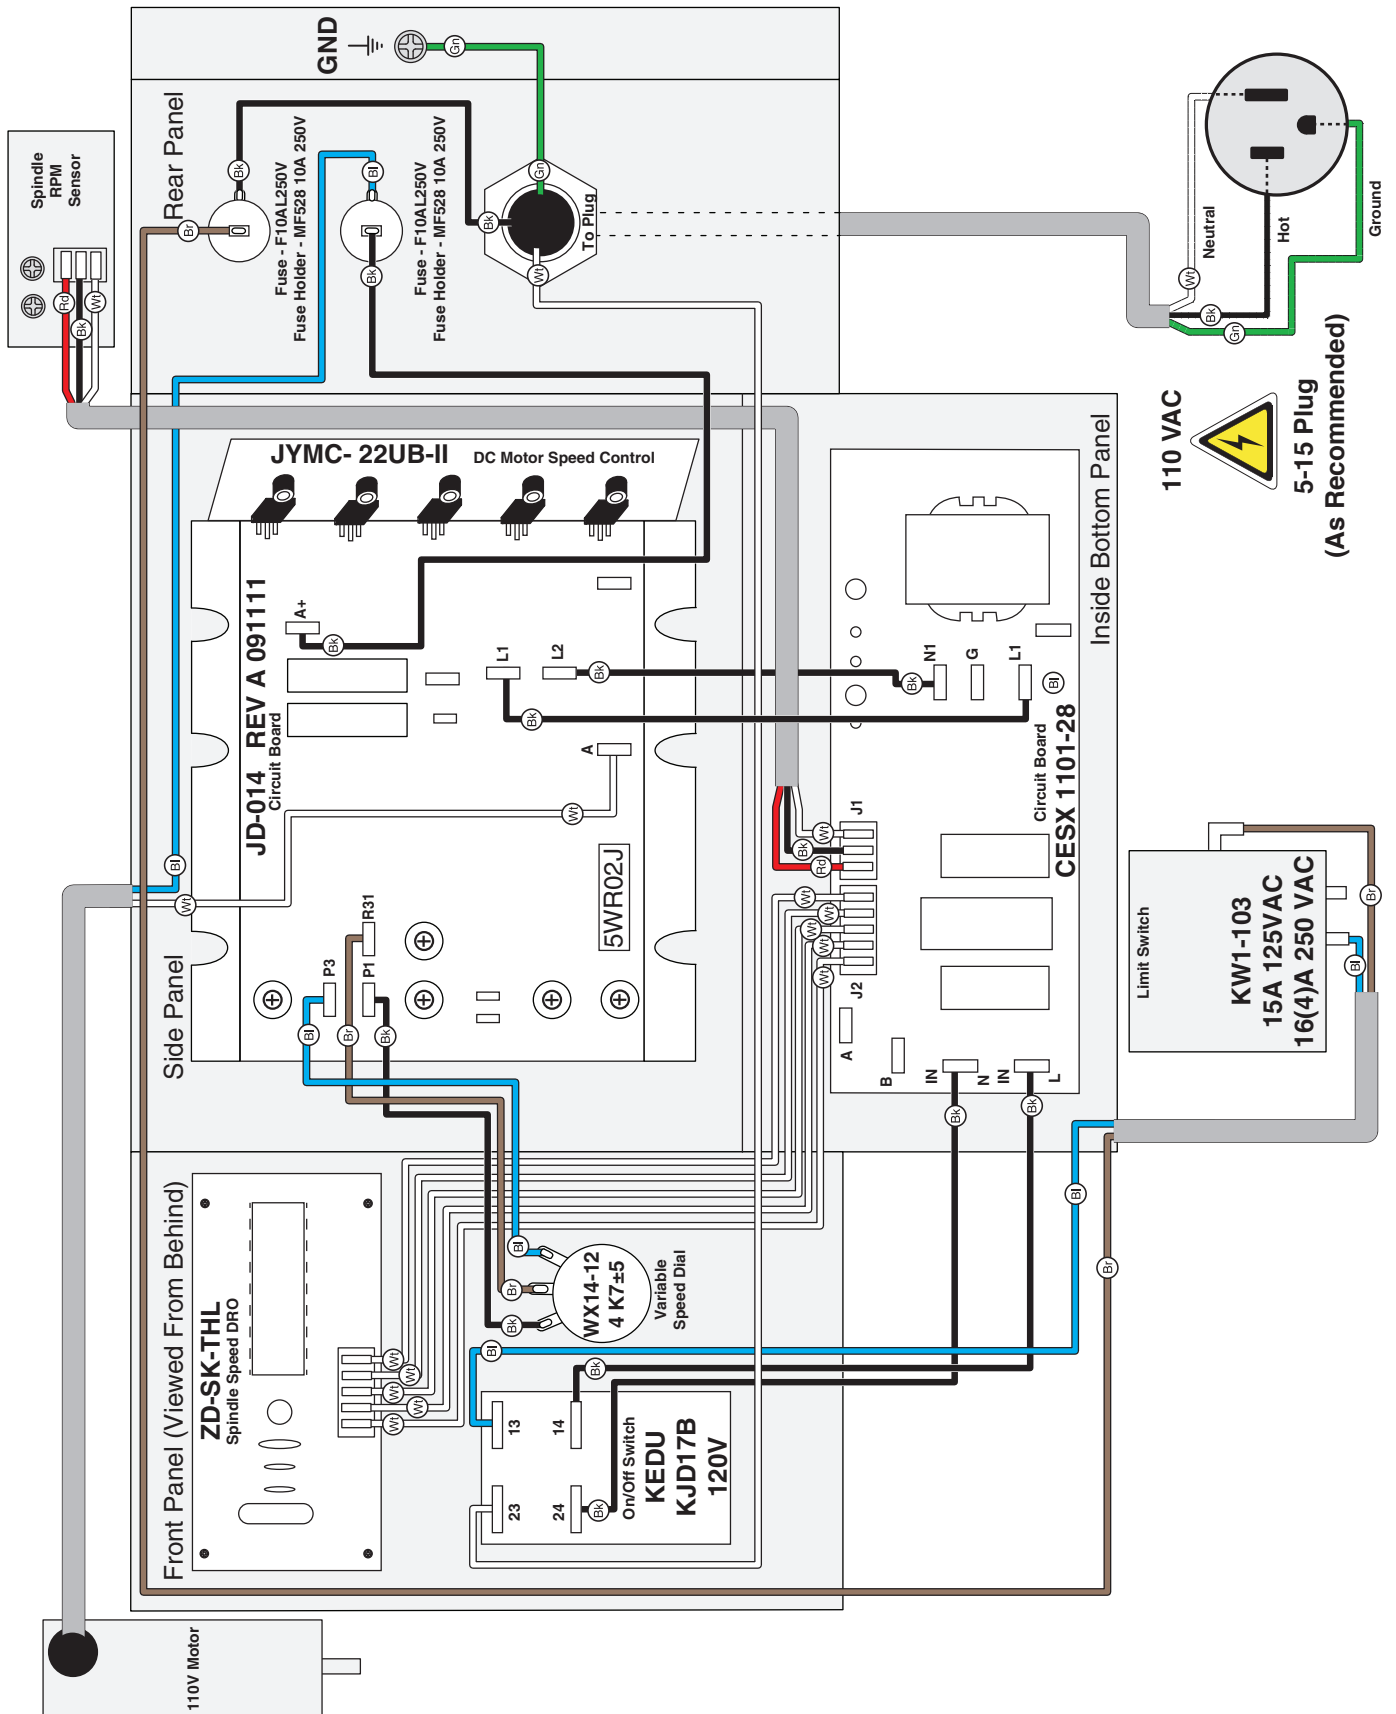 GND
Gn
Rear Panel
Spindle
RPM
Sensor
Rd
Bk
Wt
Br
Bk
Bl
Bk
Fuse - F10AL250V
Fuse Holder - MF528 10A 250V
Fuse - F10AL250V
Fuse Holder - MF528 10A 250V
Gn
Bk
Wt
To Plug
Neutral
Hot
Ground
Wt
Bk
Gn
110 VAC
5-15 Plug
(As Recommended)
JYMC- 22UB-II
DC Motor Speed Control
JD-014 REV A 091111
Circuit Board
A+
Bk
L1
L2
Bk
Bk
A
Wt
5WR02J
Side Panel
Bl
Wt
P3
R31
P1
Bl
Br
Bk
Inside Bottom Panel
N1
G
L1
Bk
Bl
Circuit Board
CESX 1101-28
J1
Wt
Bk
Rd
J2
Wt
Wt
Wt
Wt
Wt
A
B
IN
N
IN
L
Bk
Bk
Limit Switch
KW1-103
15A 125VAC
16(4)A 250 VAC
Bl
Br
Bl
Br
Front Panel (Viewed From Behind)
ZD-SK-THL
Spindle Speed DRO
Wt
Wt
Wt
Wt
Wt
Bl
Br
Bk
WX14-12
4 K7±5
Variable
Speed Dial
Bl
Bk
Bk
13
14
23
24
On/Off Switch
KEDU
KJD17B
120V
110V Motor